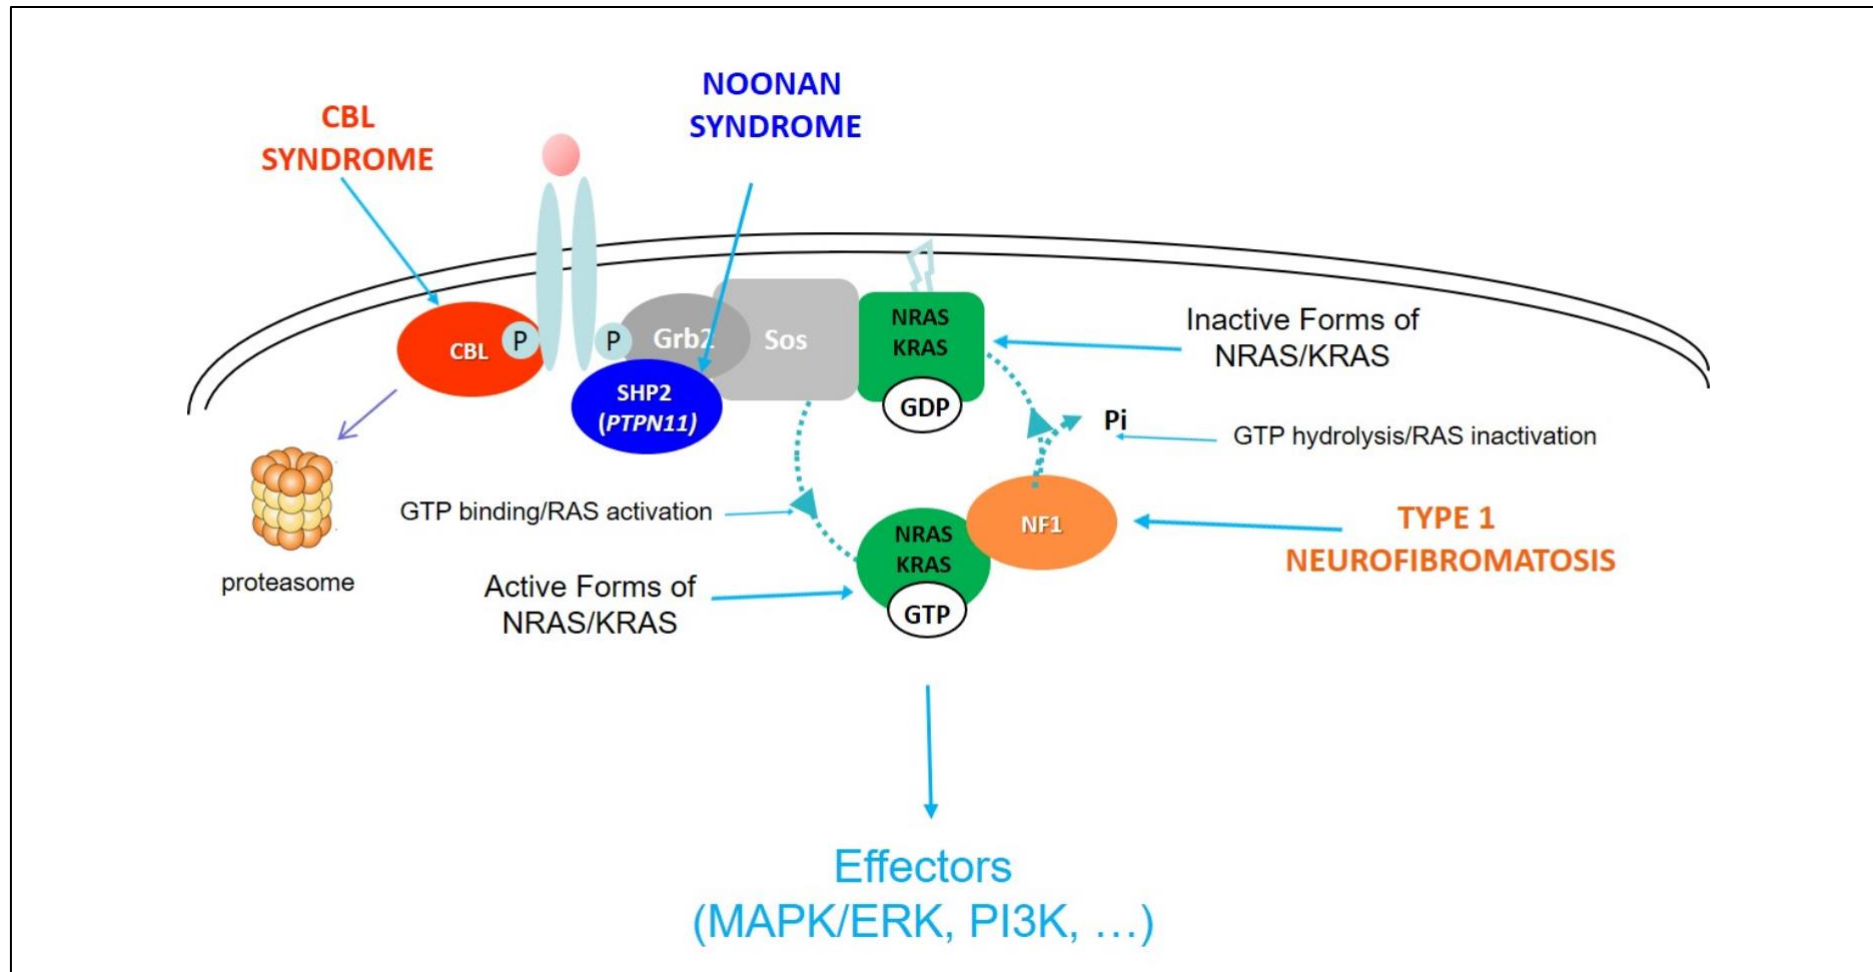 NOONAN
SYNDROME
CBL
SYNDROME
CBL
P
P
Grb2
Sos
SHP2
(PTPN11)
NRAS
KRAS
GDP
Inactive Forms of
NRAS/KRAS
Pi
GTP hydrolysis/RAS inactivation
GTP binding/RAS activation
NF1
TYPE 1
NEUROFIBROMATOSIS
NRAS
KRAS
GTP
proteasome
Active Forms of
NRAS/KRAS
Effectors
(MAPK/ERK, PI3K, …)